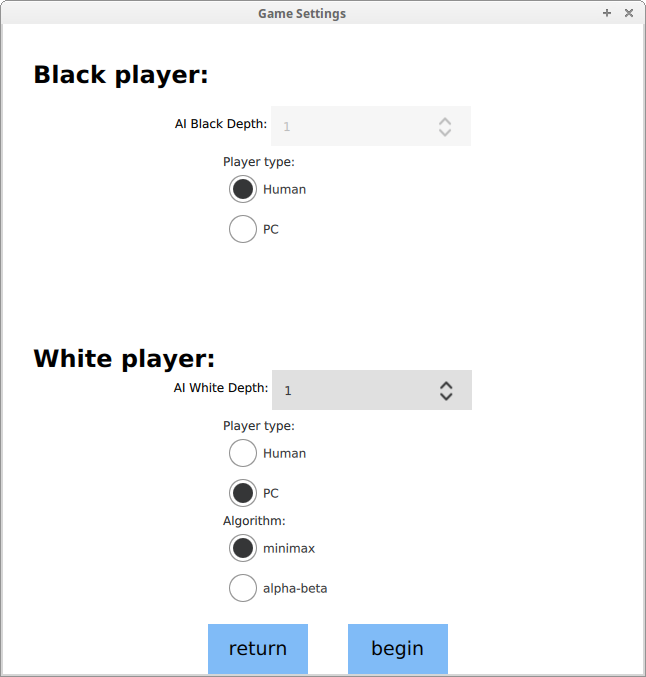 Game Settings
Black player:
AI Black Depth: 1
Player type:
Human
PC
White player:
AI White Depth: 1
Player type:
Human
PC
Algorithm:
minimax
alpha-beta
return begin